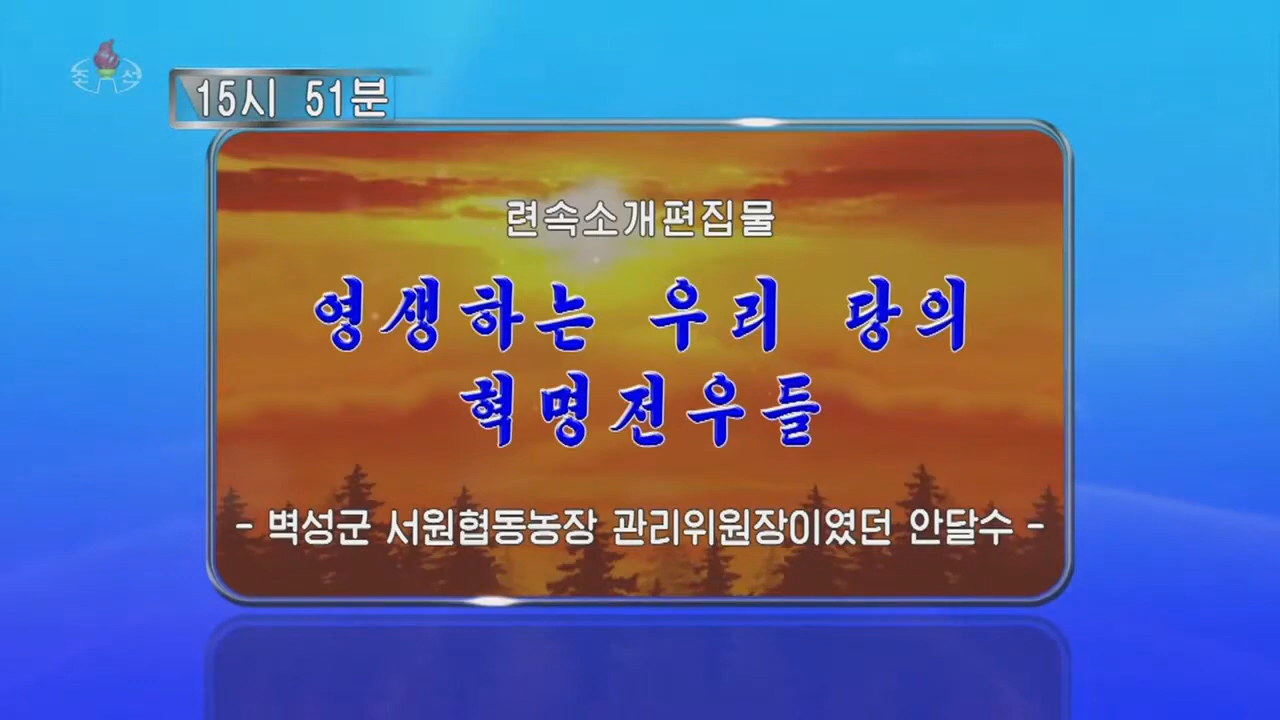 조선
15시 51분
련속소개편집물
영생하는 우리 당의
혁명전우들
- 벽성군 서원협동농장 관리위원장이였던 안달수 -